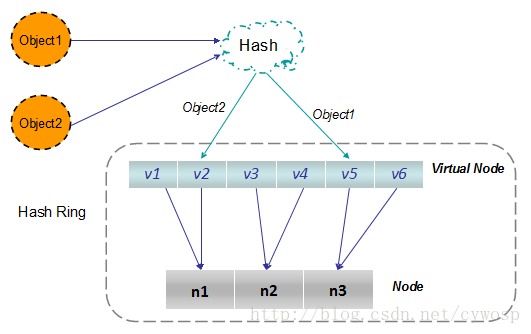 Object1
Hash
Object2
Object2
Object1
Virtual Node
v1 v2 v3 v4 v5 v6
Hash Ring
Node
n1 n2 n3
http://blog.csdn.net/cywosp